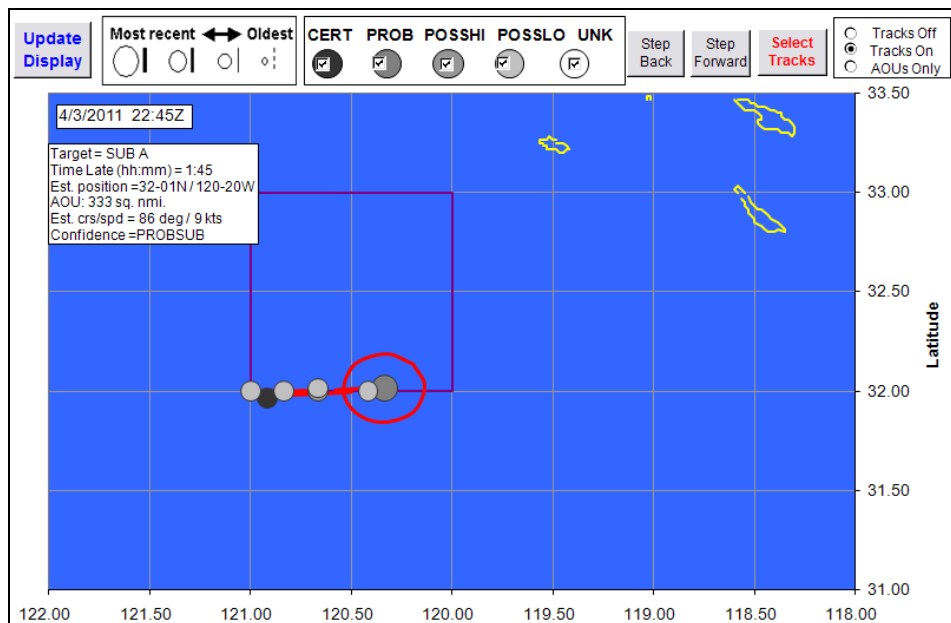 Update
Display
Most recent Oldest
CERT PROB POSSHI POSSLO UNK
Step
Back
Step
Forward
Select
Tracks
Tracks Off
Tracks On
AOUs Only
4/3/2011 22:45Z
Target = SUB A
Time Late (hh:mm) = 1:45
Est. position =32-01N / 120-20W
AOU: 333 sq. nmi.
Est. crs/spd = 86 deg / 9 kts
Confidence =PROBSUB
33.50
33.00
32.50
32.00
31.50
31.00
Latitude
122.00 121.50 121.00 120.50 120.00 119.50 119.00 118.50 118.00